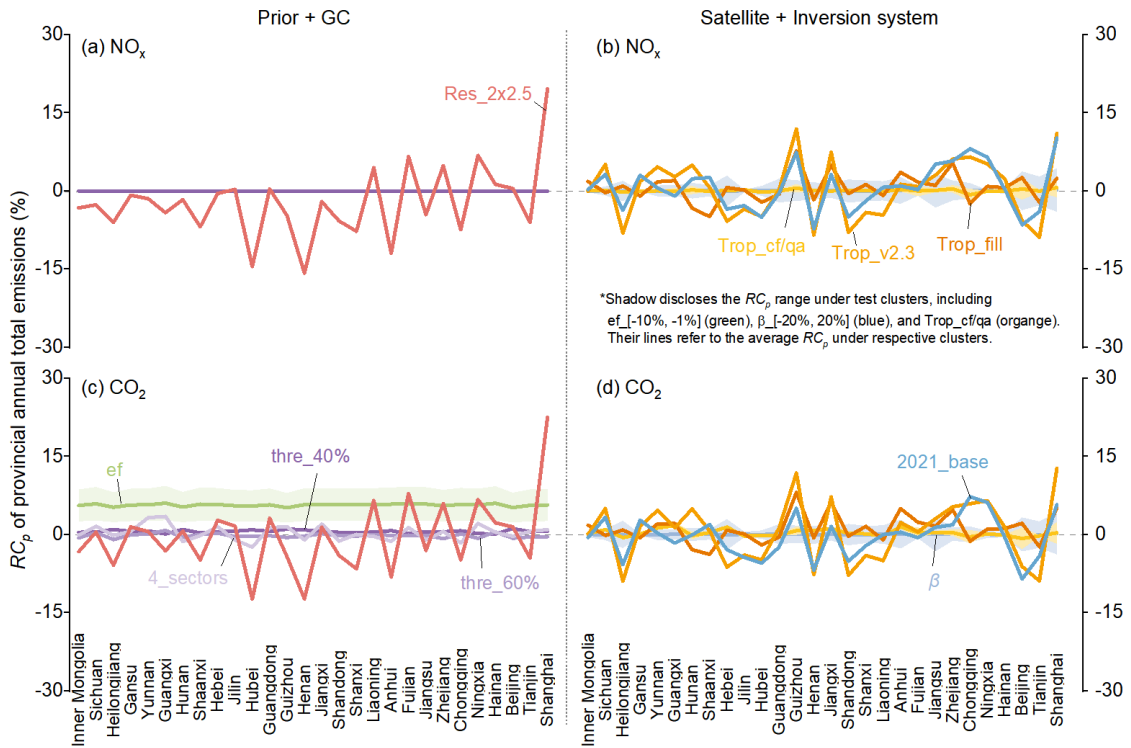 Prior + GC
Satellite + Inversion system
RCp of provincial annual total emissions (%)
(a) NOx
30
15
0
-15
-30
Res_2x2.5
(b) NOx
30
15
0
-15
-30
Trop_cf/qa
Trop_v2.3
Trop_fill
*Shadow discloses the RCp range under test clusters, including
ef_[-10%, -1%] (green), β_[-20%, 20%] (blue), and Trop_cf/qa (organge).
Their lines refer to the average RCp under respective clusters.
(c) CO2
30
15
0
-15
-30
ef
thre_40%
4_sectors
thre_60%
(d) CO2
30
15
0
-15
-30
2021_base
β
Inner Mongolia
Sichuan
Heilongjiang
Gansu
Yunnan
Guangxi
Hunan
Shaanxi
Hebei
Jilin
Hubei
Guangdong
Guizhou
Henan
Jiangxi
Shandong
Shanxi
Liaoning
Anhui
Fujian
Jiangsu
Zhejiang
Chongqing
Ningxia
Hainan
Beijing
Tianjin
Shanghai
Inner Mongolia
Sichuan
Heilongjiang
Gansu
Yunnan
Guangxi
Hunan
Shaanxi
Hebei
Jilin
Hubei
Guangdong
Guizhou
Henan
Jiangxi
Shandong
Shanxi
Liaoning
Anhui
Fujian
Jiangsu
Zhejiang
Chongqing
Ningxia
Hainan
Beijing
Tianjin
Shanghai